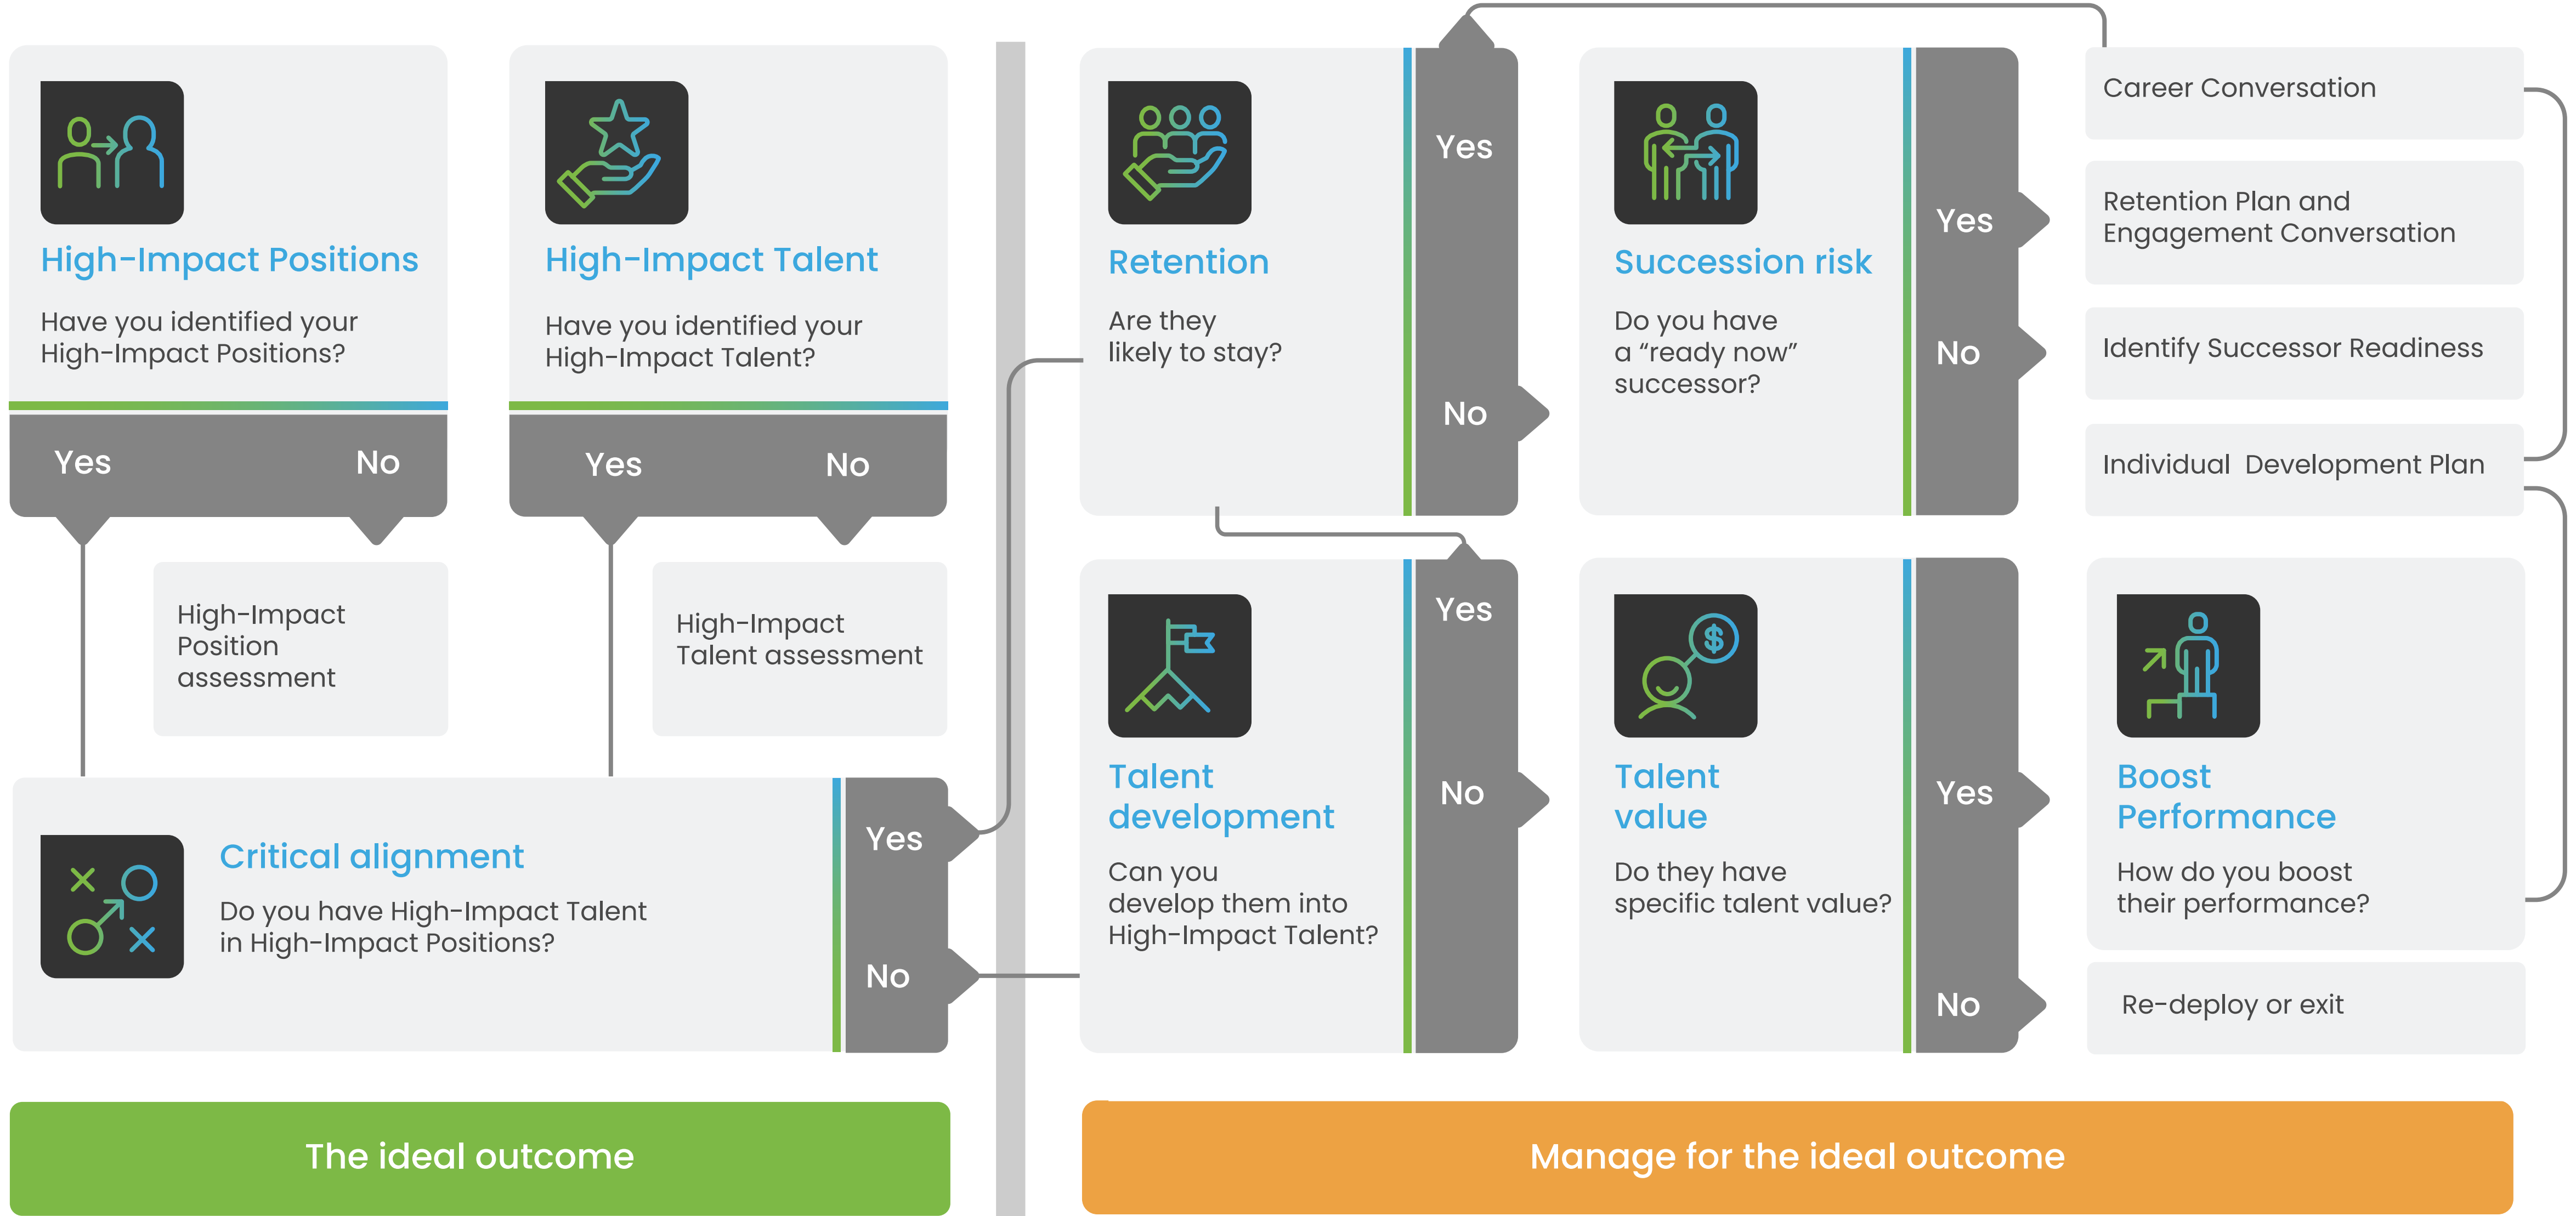 High-Impact Positions
Have you identified your
High-Impact Positions?
Yes
No
High-Impact
Position
assessment
High-Impact Talent
Have you identified your
High-Impact Talent?
Yes
No
High-Impact
Talent assessment
Critical alignment
Do you have High-Impact Talent
in High-Impact Positions?
Yes
No
The ideal outcome
Retention
Are they
likely to stay?
Yes
No
Succession risk
Do you have
a “ready now”
successor?
Yes
No
Career Conversation
Retention Plan and
Engagement Conversation
Identify Successor Readiness
Individual Development Plan
Talent
development
Can you
develop them into
High-Impact Talent?
Yes
No
$
Talent
value
Do they have
specific talent value?
Yes
No
Boost
Performance
How do you boost
their performance?
Re-deploy or exit
Manage for the ideal outcome